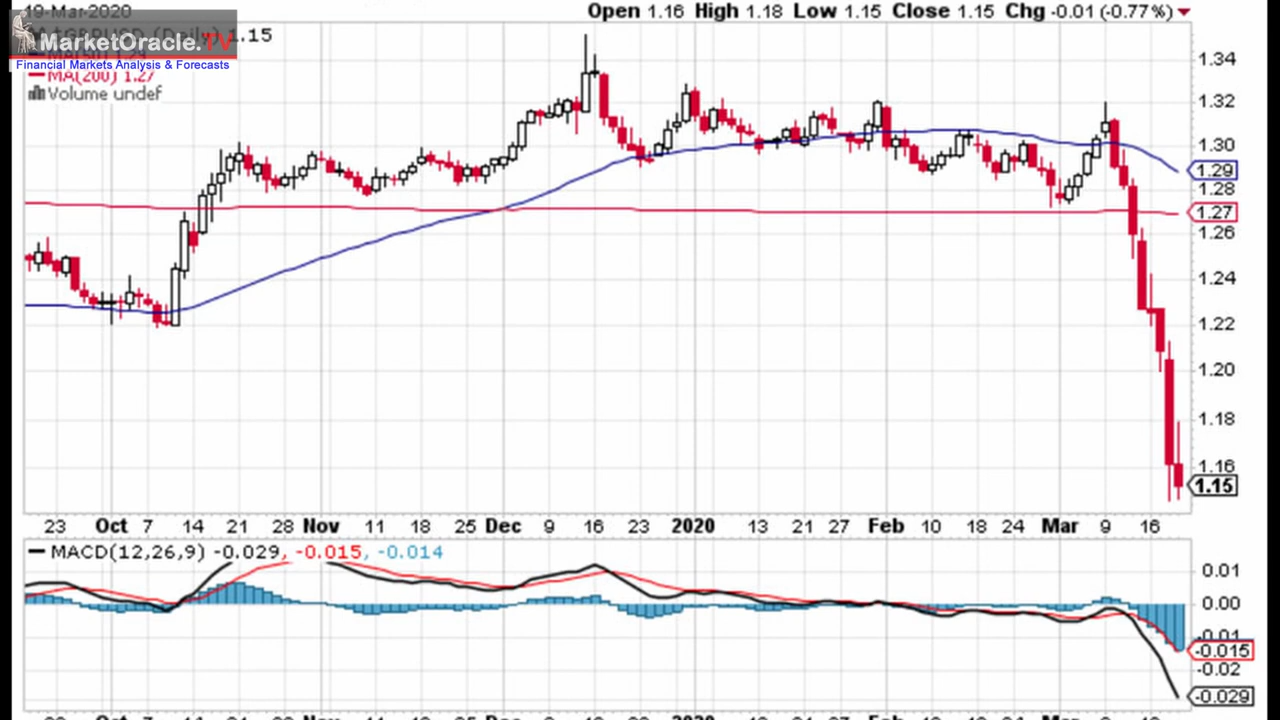 19-Mar-2020
Open 1.16 High 1.18 Low 1.15 Close 1.15 Chg -0.01 (-0.77%)
MarketOracle.TV
$GBPUSD (Daily) 1.15
Financial Markets Analysis & Forecasts
MA(200) 1.27
Volume undef
1.34
1.32
1.30
1.29
1.28
1.27
1.26
1.24
1.22
1.20
1.18
1.16
1.15
23 Oct 7 14 21 28 Nov 11 18 25 Dec 9 16 23 2020 13 21 27 Feb 10 18 24 Mar 9 16
MACD(12,26,9) -0.029, -0.015, -0.014
0.01
0.00
-0.01
-0.015
-0.02
-0.029